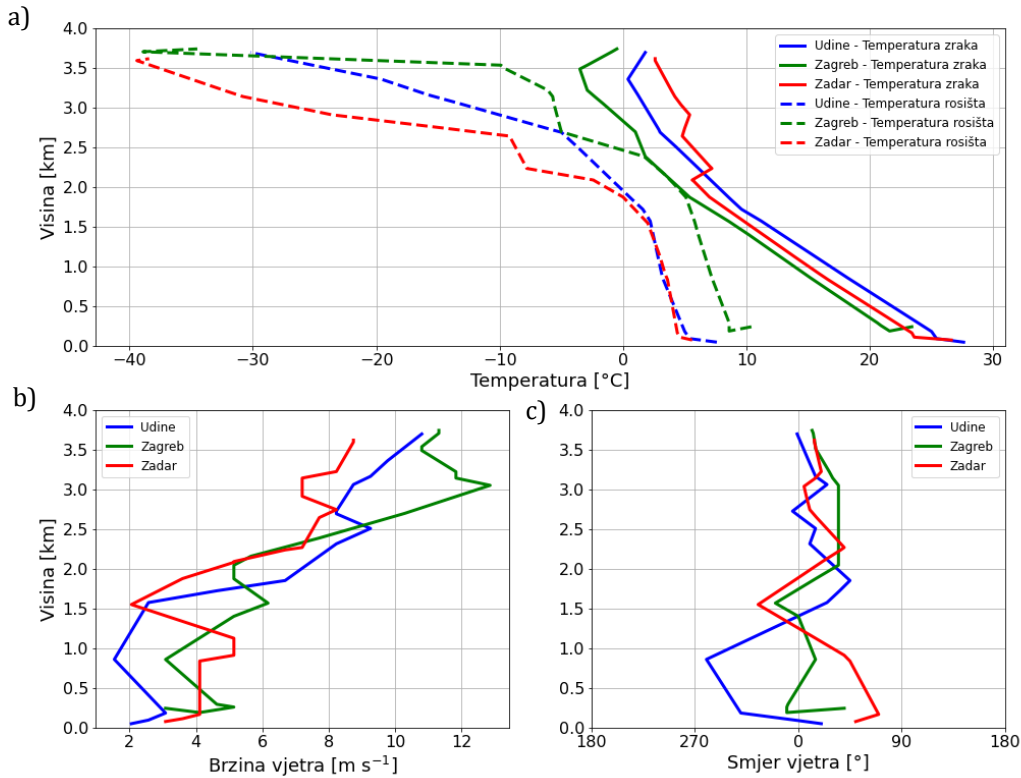 a)
4.0
3.5
3.0
2.5
2.0
1.5
1.0
0.5
0.0
Visina [km]
Udine - Temperatura zraka
Zagreb - Temperatura zraka
Zadar - Temperatura zraka
Udine - Temperatura rosišta
Zagreb - Temperatura rosišta
Zadar - Temperatura rosišta
−40 −30 −20 −10 0 10 20 30
Temperatura [°C]
b)
4.0
3.5
3.0
2.5
2.0
1.5
1.0
0.5
0.0
Visina [km]
Udine
Zagreb
Zadar
2 4 6 8 10 12
Brzina vjetra [m s⁻¹]
c)
4.0
3.5
3.0
2.5
2.0
1.5
1.0
0.5
0.0
Udine
Zagreb
Zadar
180 270 0 90 180
Smjer vjetra [°]